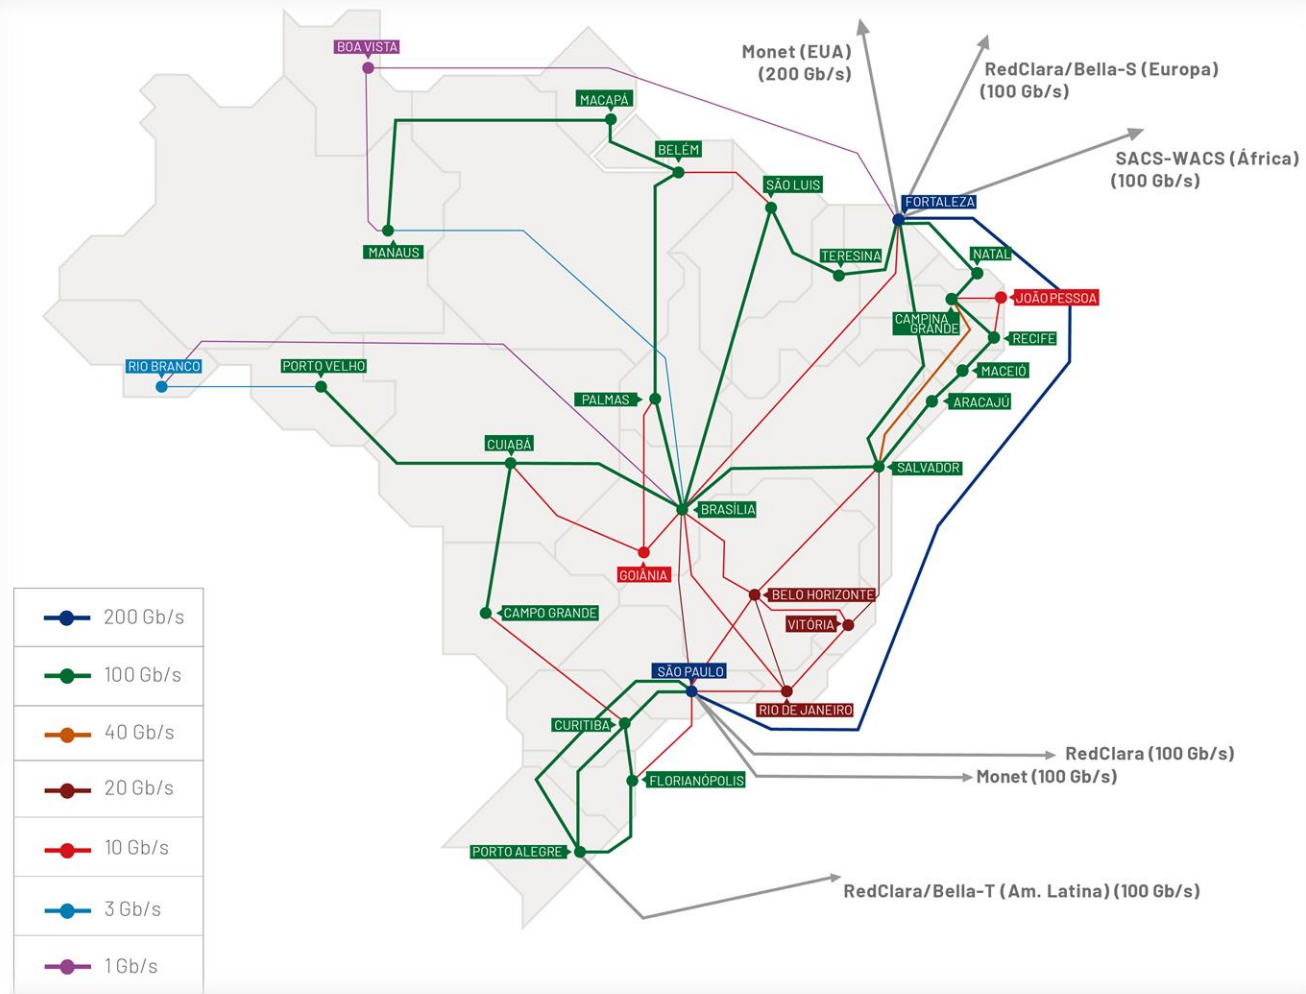 BOA VISTA
Monet (EUA)
(200 Gb/s)
RedClara/Bella-S (Europa)
(100 Gb/s)
MACAPÁ
SACS-WACS (África)
(100 Gb/s)
BELÉM
SÃO LUIS
FORTALEZA
MANAUS
TERESINA
NATAL
JOÃO PESSOA
CAMPINA
GRANDE
RECIFE
RIO BRANCO
PORTO VELHO
MACEIÓ
PALMAS
ARACAJÚ
CUIABÁ
SALVADOR
BRASÍLIA
GOIÂNIA
BELO HORIZONTE
CAMPO GRANDE
VITÓRIA
SÃO PAULO
RIO DE JANEIRO
CURITIBA
RedClara (100 Gb/s)
Monet (100 Gb/s)
FLORIANÓPOLIS
PORTO ALEGRE
RedClara/Bella-T (Am. Latina) (100 Gb/s)
200 Gb/s
100 Gb/s
40 Gb/s
20 Gb/s
10 Gb/s
3 Gb/s
1 Gb/s